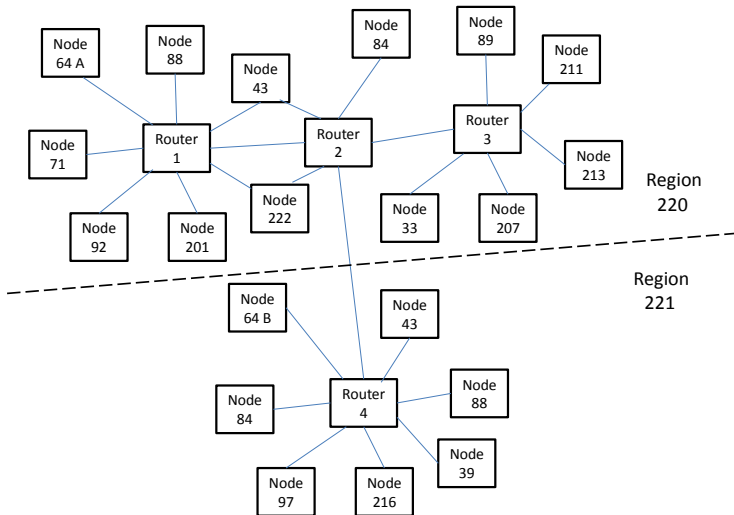 Node
64 A
Node
88
Node
43
Node
84
Node
89
Node
211
Node
71
Router
1
Router
2
Router
3
Node
213
Node
92
Node
201
Node
222
Node
33
Node
207
Region
220
Region
221
Node
64 B
Node
43
Node
84
Router
4
Node
88
Node
97
Node
216
Node
39